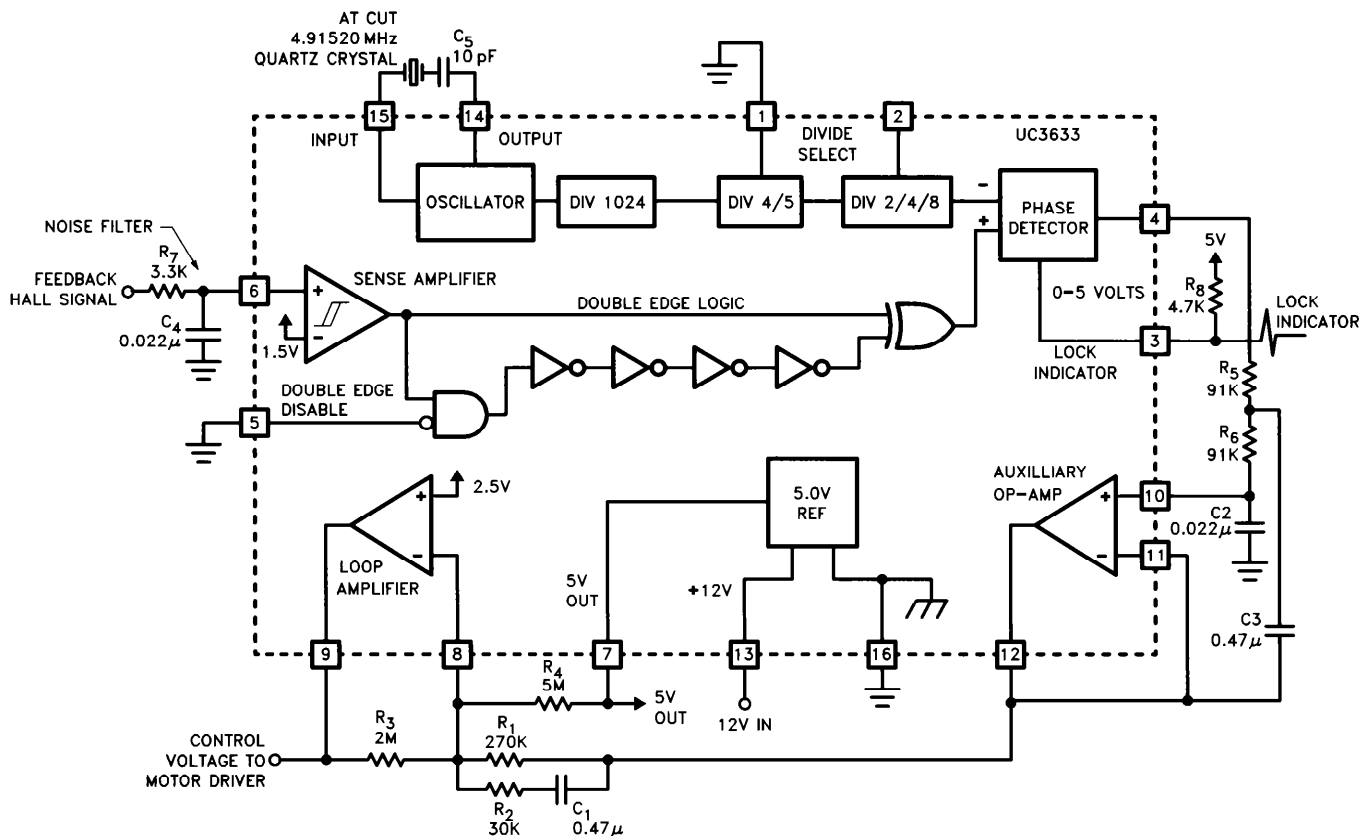 AT CUT
4.91520 MHz
QUARTZ CRYSTAL
C5
10 pF
15
14
1
2
INPUT
OUTPUT
DIVIDE
SELECT
UC3633
OSCILLATOR
DIV 1024
DIV 4/5
DIV 2/4/8
-
+
PHASE
DETECTOR
4
NOISE FILTER
R7
3.3K
FEEDBACK
HALL SIGNAL
6
+
-
SENSE AMPLIFIER
C4
0.022μ
1.5V
DOUBLE EDGE LOGIC
0-5 VOLTS
5V
R8
4.7K
LOCK
INDICATOR
3
LOCK
INDICATOR
DOUBLE EDGE
DISABLE
5
R5
91K
R6
91K
2.5V
+
-
LOOP
AMPLIFIER
5.0V
REF
AUXILLIARY
OP-AMP
+
-
10
11
C2
0.022μ
5V
OUT
+12V
C3
0.47μ
9
8
7
13
16
12
R4
5M
5V
OUT
12V IN
CONTROL
VOLTAGE TO
MOTOR DRIVER
R3
2M
R1
270K
R2
30K
C1
0.47μ